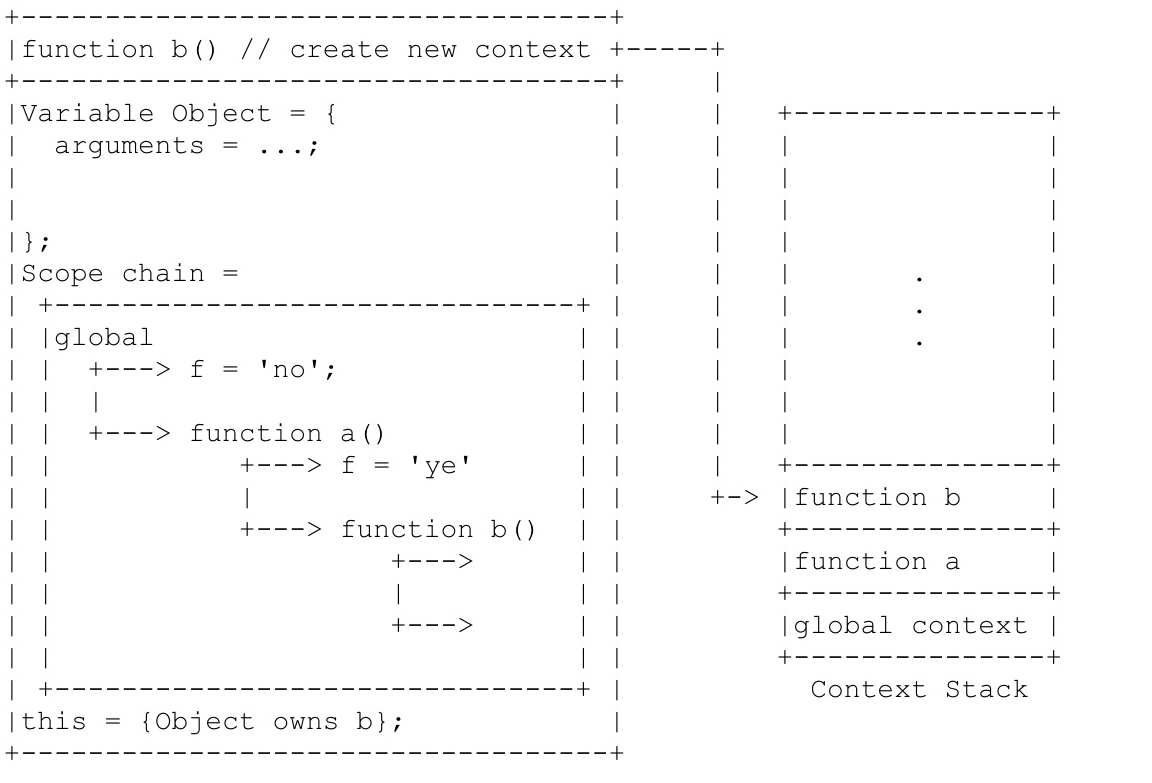 +------------------------------------+
|function b() // create new context +-----+
+------------------------------------+     |
|Variable Object = {                 |     |   +----------------+
|  arguments = ...;                  |     |   |                |
|                                    |     |   |                |
|                                    |     |   |                |
|};                                  |     |   |                |
|Scope chain =                       |     |   |       .        |
| +--------------------------------+ |     |   |       .        |
| |global                          | |     |   |       .        |
| |  +---> f = 'no';               | |     |   |                |
| |  |                             | |     |   |                |
| |  +---> function a()            | |     |   |                |
| |           +---> f = 'ye'       | |     |   +----------------+
| |           |                    | |     +-> |function b      |
| |           +---> function b()   | |         +----------------+
| |                    +--->       | |         |function a      |
| |                    |           | |         +----------------+
| |                    +--->       | |         |global context  |
| |                                | |         +----------------+
| +--------------------------------+ |           Context Stack
|this = {Object owns b};             |
+------------------------------------+